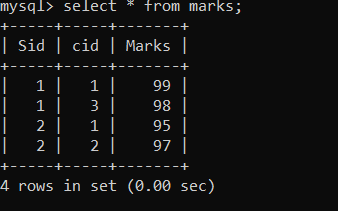 mysql> select * from marks;
+-----+-----+-------+
| Sid | cid | Marks |
+-----+-----+-------+
|   1 |   1 |    99 |
|   1 |   3 |    98 |
|   2 |   1 |    95 |
|   2 |   2 |    97 |
+-----+-----+-------+
4 rows in set (0.00 sec)